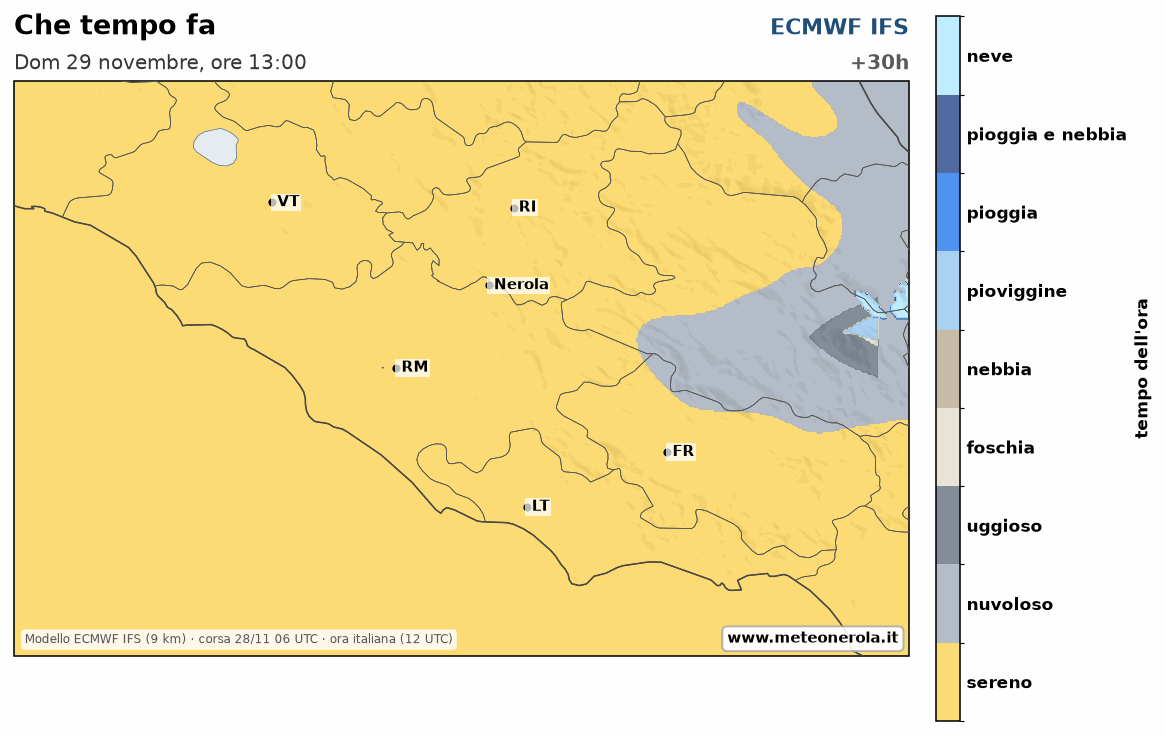 Che tempo fa
ECMWF IFS
Dom 29 novembre, ore 13:00
+30h
VT
RI
Nerola
RM
FR
LT
Modello ECMWF IFS (9 km) · corsa 28/11 06 UTC · ora italiana (12 UTC)
www.meteonerola.it
neve
pioggia e nebbia
pioggia
pioviggine
nebbia
foschia
uggioso
nuvoloso
sereno
tempo dell'ora